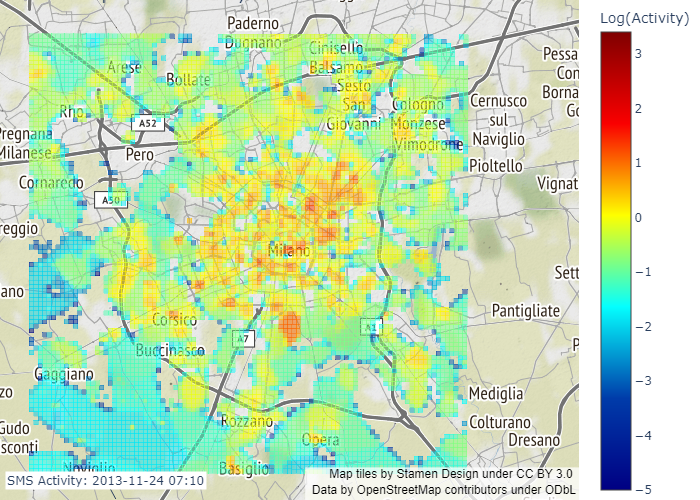 Log(Activity)
3
2
1
0
−1
−2
−3
−4
−5
Paderno
Dugnano
Cinisello
Balsamo
Arese
Bollate
Sesto
San
Giovanni
Rho
Cologno
Monzese
Vimodrone
Cernusco
sul
Naviglio
Pessa
Con
Borna
Go
A52
Pregnana
Milanese
Pero
Pioltello
Cornaredo
Vignat
A50
reggio
Milano
Sett
ano
Pantigliate
Corsico
A7
A1
Buccinasco
P
Gaggiano
Mediglia
zo
Rozzano
Colturano
Gudo
sconti
Opera
Dresano
Noviglio
Basiglio
SMS Activity: 2013-11-24 07:10
Map tiles by Stamen Design under CC BY 3.0
Data by OpenStreetMap contributors under ODbL